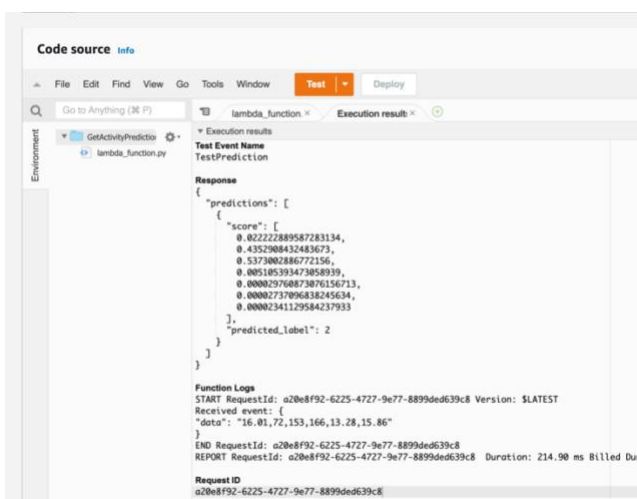 Code source Info
File Edit Find View Go Tools Window Test Deploy
Go to Anything (⌘ P)
lambda_function.× Execution result:×
Environment
GetActivityPredictio
lambda_function.py
Execution results
Test Event Name
TestPrediction
Response
{
"predictions": [
{
"score": [
0.022222889587283134,
0.4352908432483673,
0.5373002886772156,
0.005105393473058939,
0.000029760873076156713,
0.00002737096838245634,
0.00002341129584237933
],
"predicted_label": 2
}
]
}
Function Logs
START RequestId: a20e8f92-6225-4727-9e77-8899ded639c8 Version: $LATEST
Received event: {
"data": "16.01,72,153,166,13.28,15.86"
}
END RequestId: a20e8f92-6225-4727-9e77-8899ded639c8
REPORT RequestId: a20e8f92-6225-4727-9e77-8899ded639c8 Duration: 214.90 ms Billed Du
Request ID
a20e8f92-6225-4727-9e77-8899ded639c8